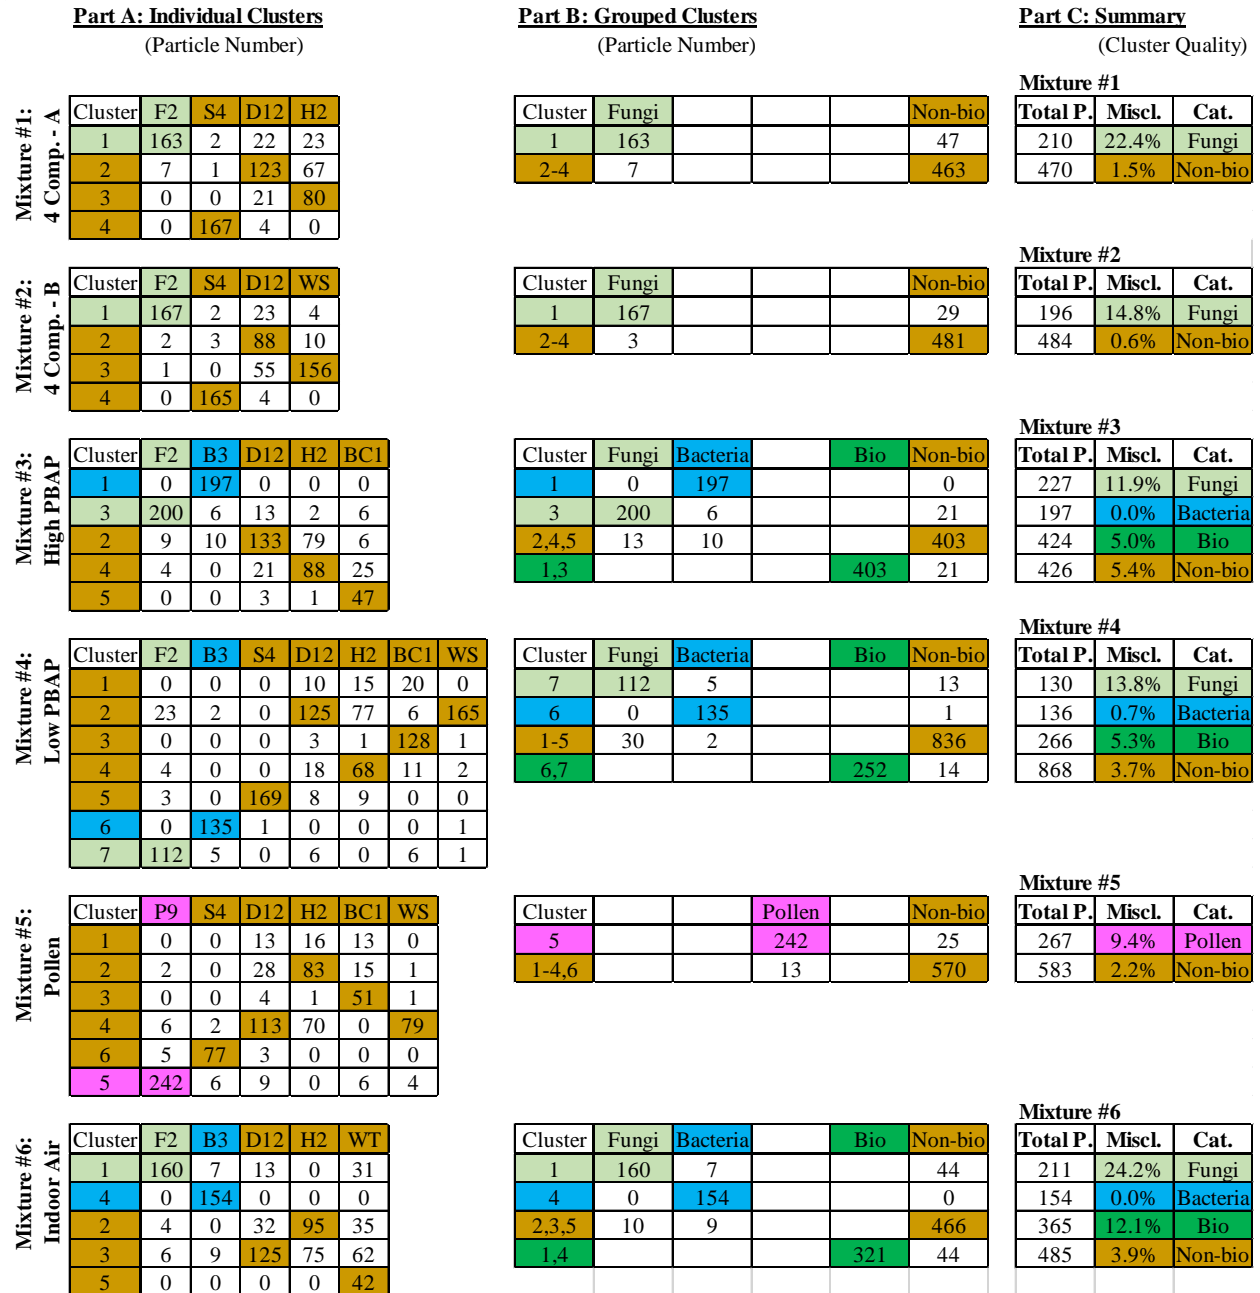 Part A: Individual Clusters Part B: Grouped Clusters Part C: Summary
(Particle Number) (Particle Number) (Cluster Quality)
Mixture #1
Mixture #1:
4 Comp. - A
Cluster F2 S4 D12 H2 Cluster Fungi Non-bio Total P. Miscl. Cat.
1 163 2 22 23 1 163 47 210 22.4% Fungi
2 7 1 123 67 2-4 7 463 470 1.5% Non-bio
3 0 0 21 80
4 0 167 4 0
Mixture #2
Mixture #2:
4 Comp. - B
Cluster F2 S4 D12 WS Cluster Fungi Non-bio Total P. Miscl. Cat.
1 167 2 23 4 1 167 29 196 14.8% Fungi
2 2 3 88 10 2-4 3 481 484 0.6% Non-bio
3 1 0 55 156
4 0 165 4 0
Mixture #3
Mixture #3:
High PBAP
Cluster F2 B3 D12 H2 BC1 Cluster Fungi Bacteria Bio Non-bio Total P. Miscl. Cat.
1 0 197 0 0 0 1 0 197 0 227 11.9% Fungi
3 200 6 13 2 6 3 200 6 21 197 0.0% Bacteria
2 9 10 133 79 6 2,4,5 13 10 403 424 5.0% Bio
4 4 0 21 88 25 1,3 403 21 426 5.4% Non-bio
5 0 0 3 1 47
Mixture #4
Mixture #4:
Low PBAP
Cluster F2 B3 S4 D12 H2 BC1 WS Cluster Fungi Bacteria Bio Non-bio Total P. Miscl. Cat.
1 0 0 0 10 15 20 0 7 112 5 13 130 13.8% Fungi
2 23 2 0 125 77 6 165 6 0 135 1 136 0.7% Bacteria
3 0 0 0 3 1 128 1 1-5 30 2 836 266 5.3% Bio
4 4 0 0 18 68 11 2 6,7 252 14 868 3.7% Non-bio
5 3 0 169 8 9 0 0
6 0 135 1 0 0 0 1
7 112 5 0 6 0 6 1
Mixture #5
Mixture #5:
Pollen
Cluster P9 S4 D12 H2 BC1 WS Cluster Pollen Non-bio Total P. Miscl. Cat.
1 0 0 13 16 13 0 5 242 25 267 9.4% Pollen
2 2 0 28 83 15 1 1-4,6 13 570 583 2.2% Non-bio
3 0 0 4 1 51 1
4 6 2 113 70 0 79
6 5 77 3 0 0 0
5 242 6 9 0 6 4
Mixture #6
Mixture #6:
Indoor Air
Cluster F2 B3 D12 H2 WT Cluster Fungi Bacteria Bio Non-bio Total P. Miscl. Cat.
1 160 7 13 0 31 1 160 7 44 211 24.2% Fungi
4 0 154 0 0 0 4 0 154 0 154 0.0% Bacteria
2 4 0 32 95 35 2,3,5 10 9 466 365 12.1% Bio
3 6 9 125 75 62 1,4 321 44 485 3.9% Non-bio
5 0 0 0 0 42